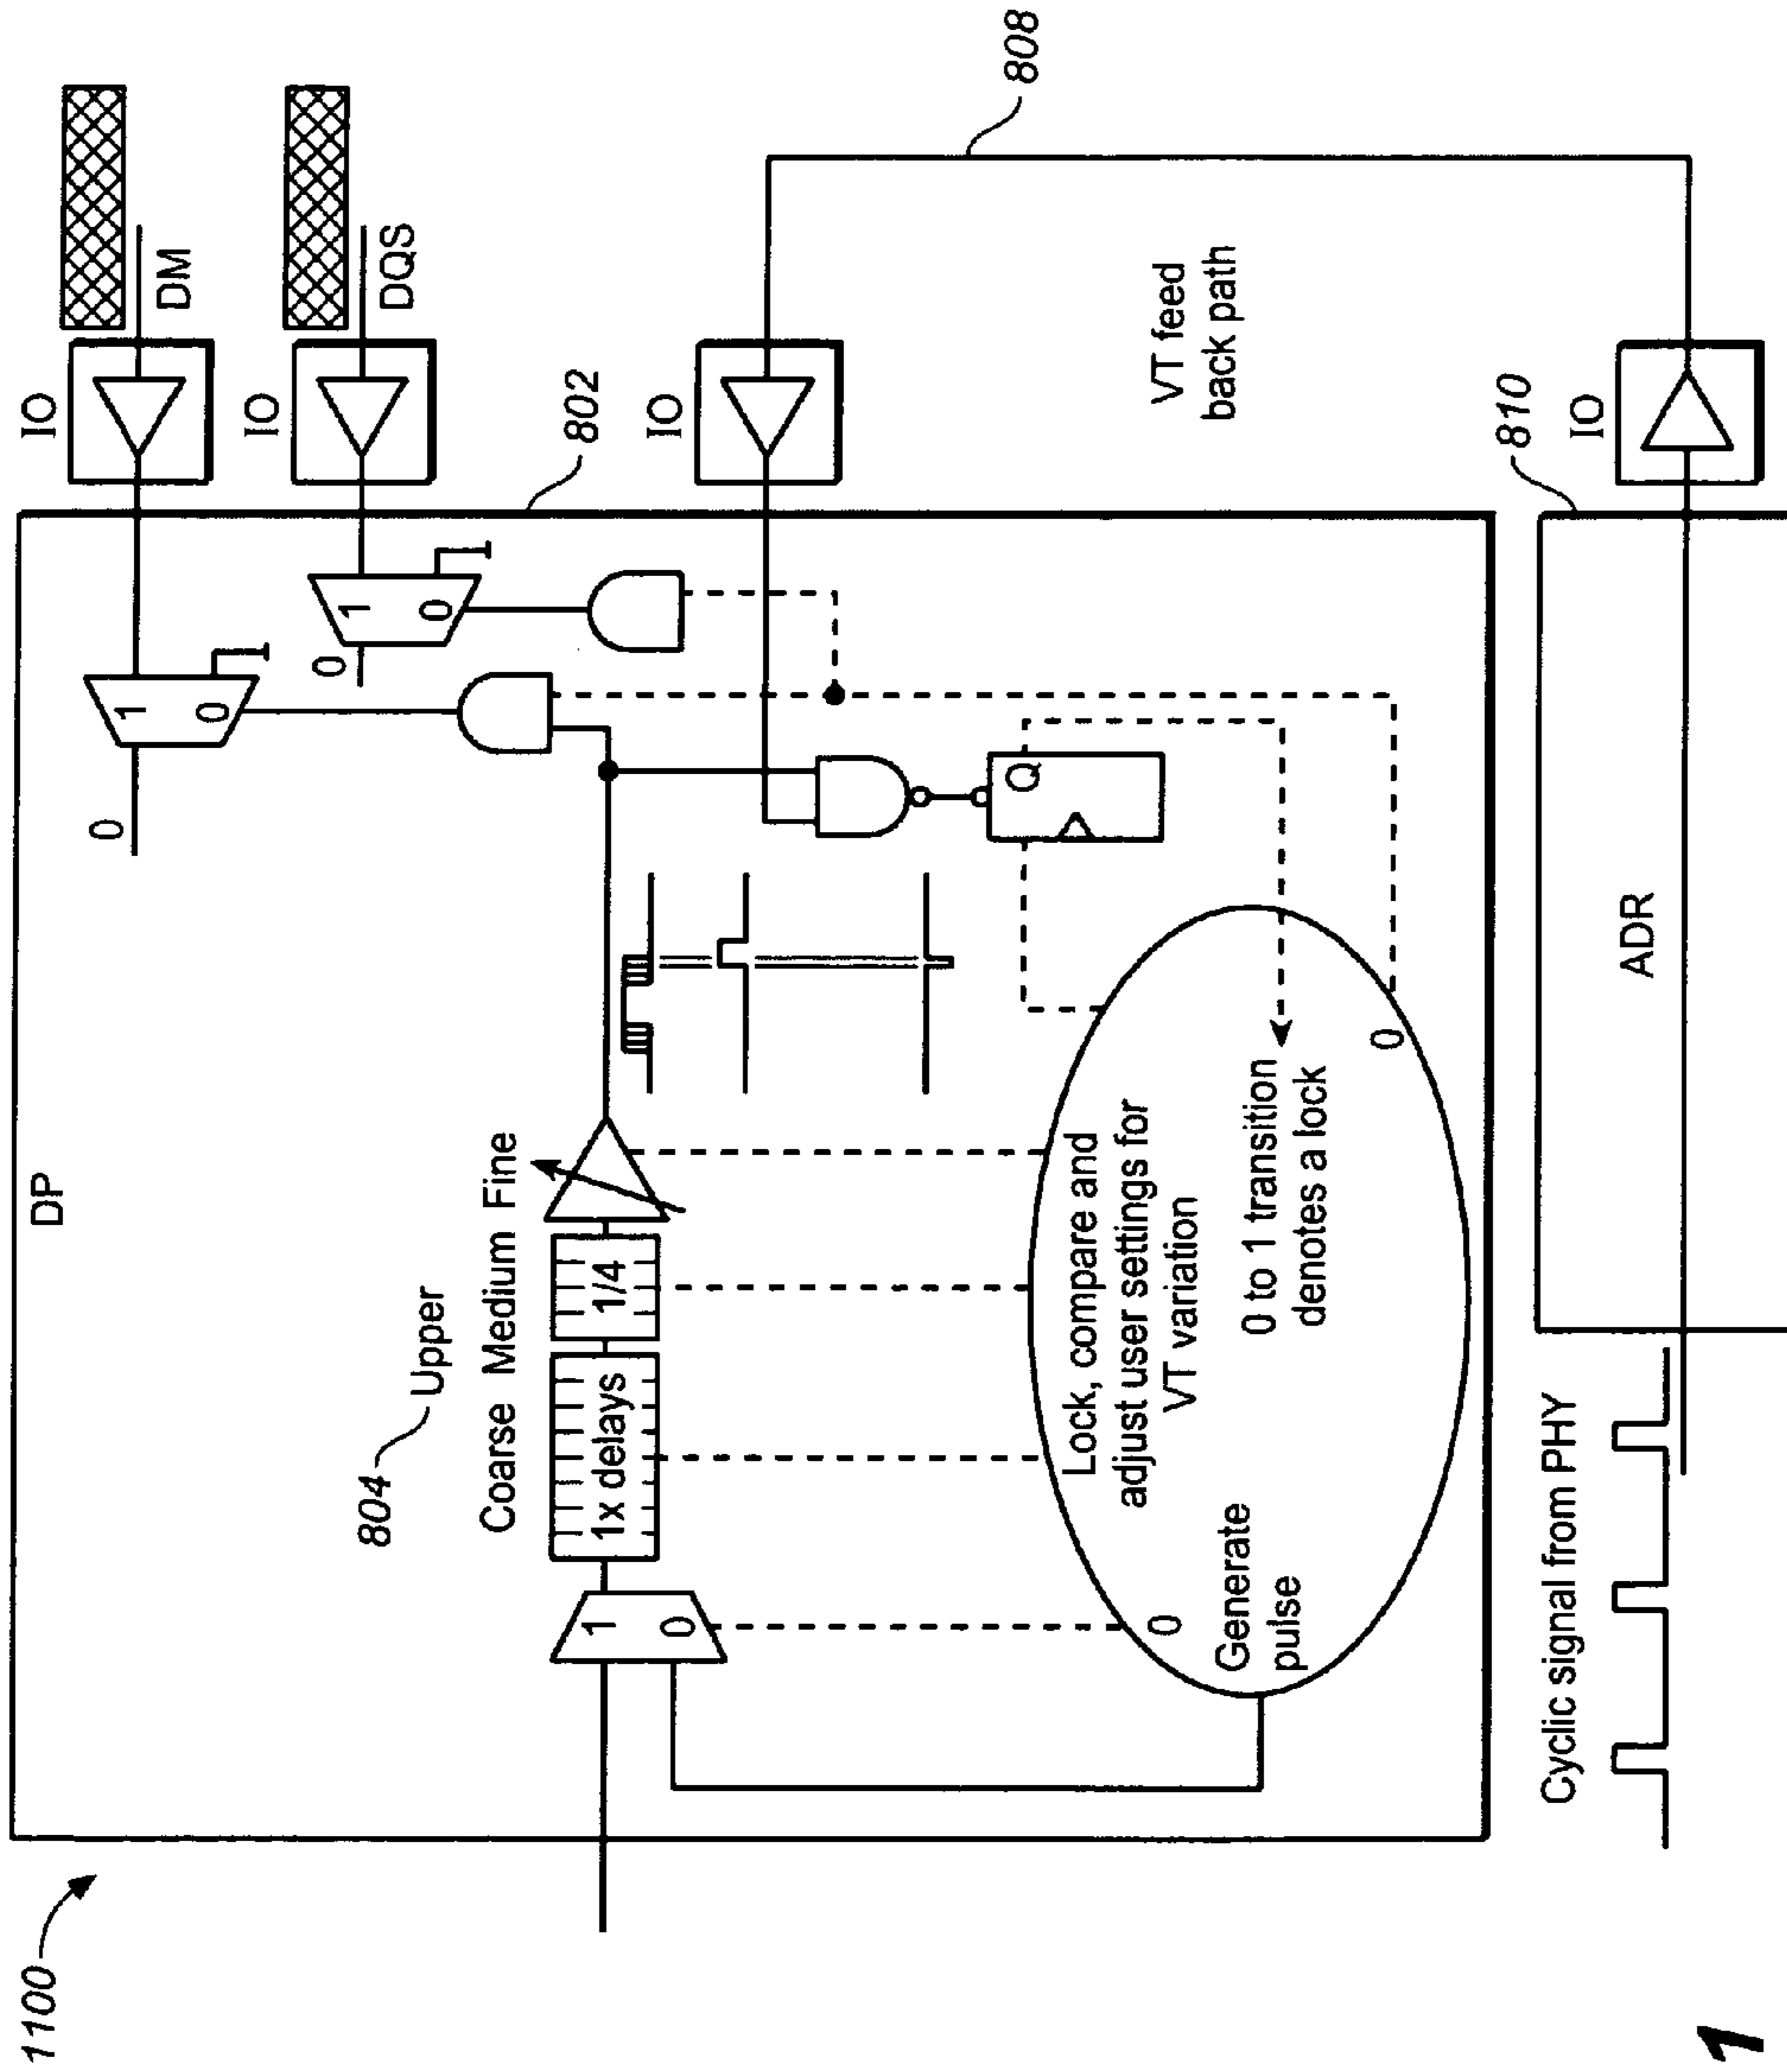 1100
DP
804
Upper
Coarse Medium Fine
1x delays
1/4
1
0
0
1
0
0
1
0
IO
DM
IO
DQS
802
IO
808
VT feed
back path
Q
Lock, compare and
adjust user settings for
VT variation
0 to 1 transition
denotes a lock
0
0
Generate
pulse
Cyclic signal from PHY
ADR
810
IO
1